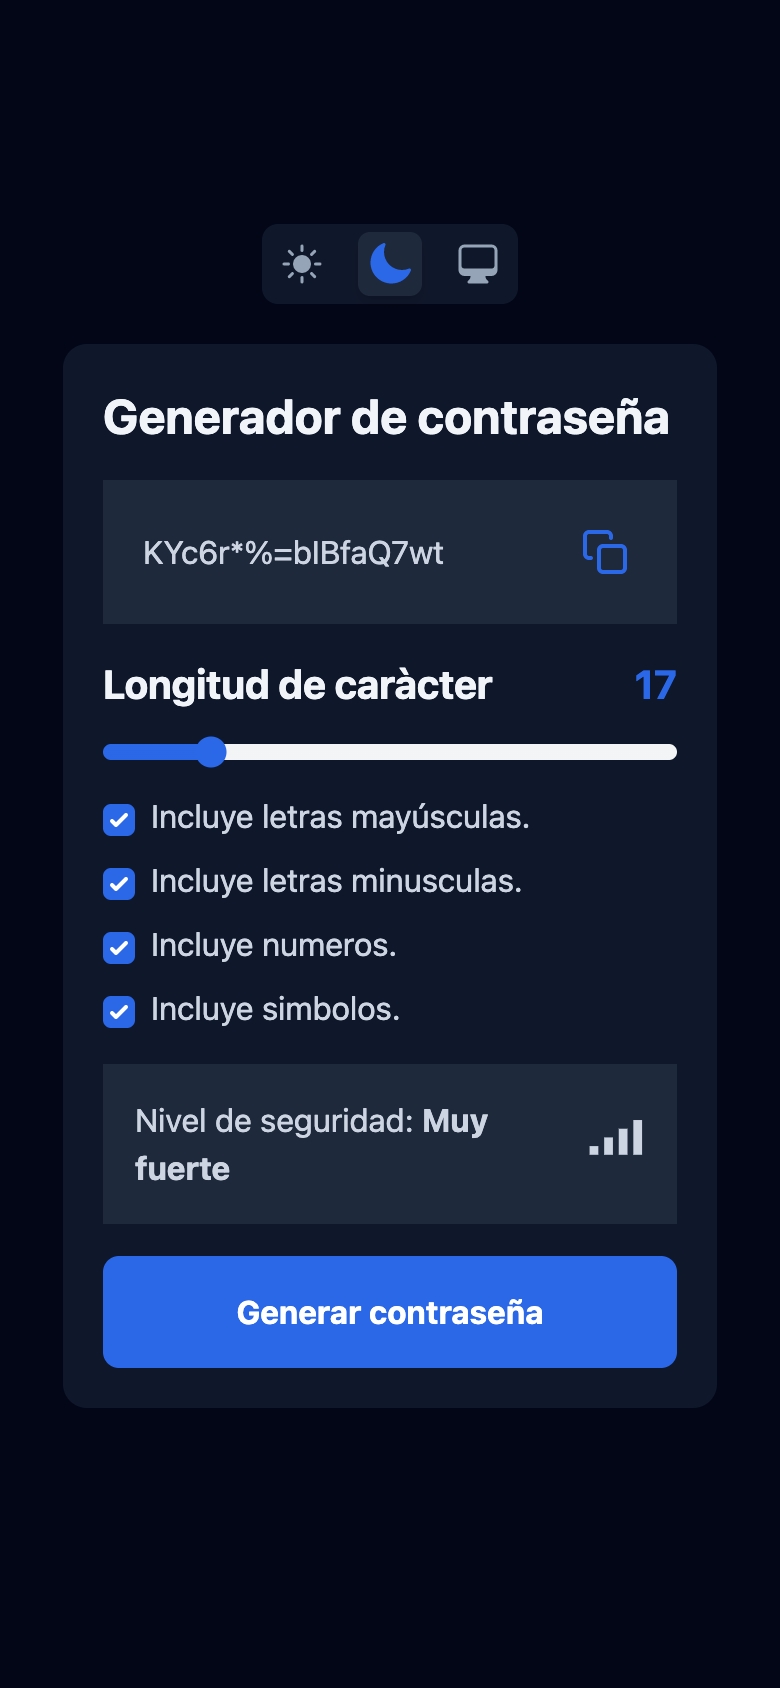 Generador de contraseña
KYc6r*%=bIBfaQ7wt
Longitud de caràcter 17
Incluye letras mayúsculas.
Incluye letras minusculas.
Incluye numeros.
Incluye simbolos.
Nivel de seguridad: Muy
fuerte
Generar contraseña